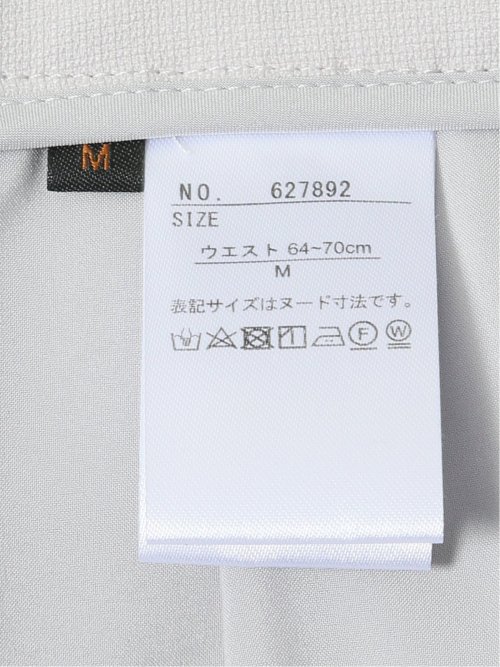 M
NO. 627892
SIZE
ウエスト 64~70cm
M
表記サイズはヌード寸法です。
F W